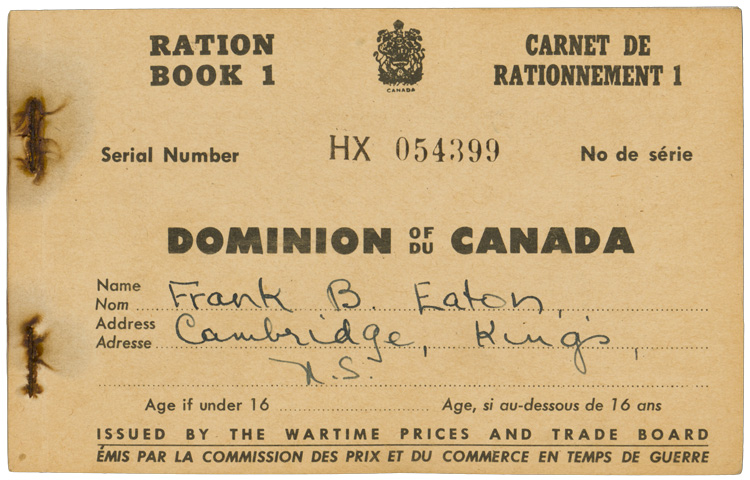 RATION BOOK 1
CANADA
CARNET DE RATIONNEMENT 1
Serial Number HX 054399 No de série
DOMINION OF DU CANADA
Name
Nom Frank B. Eaton,
Address
Adresse Cambridge, King's,
N.S.
Age if under 16 Age, si au-dessous de 16 ans
ISSUED BY THE WARTIME PRICES AND TRADE BOARD
ÉMIS PAR LA COMMISSION DES PRIX ET DU COMMERCE EN TEMPS DE GUERRE